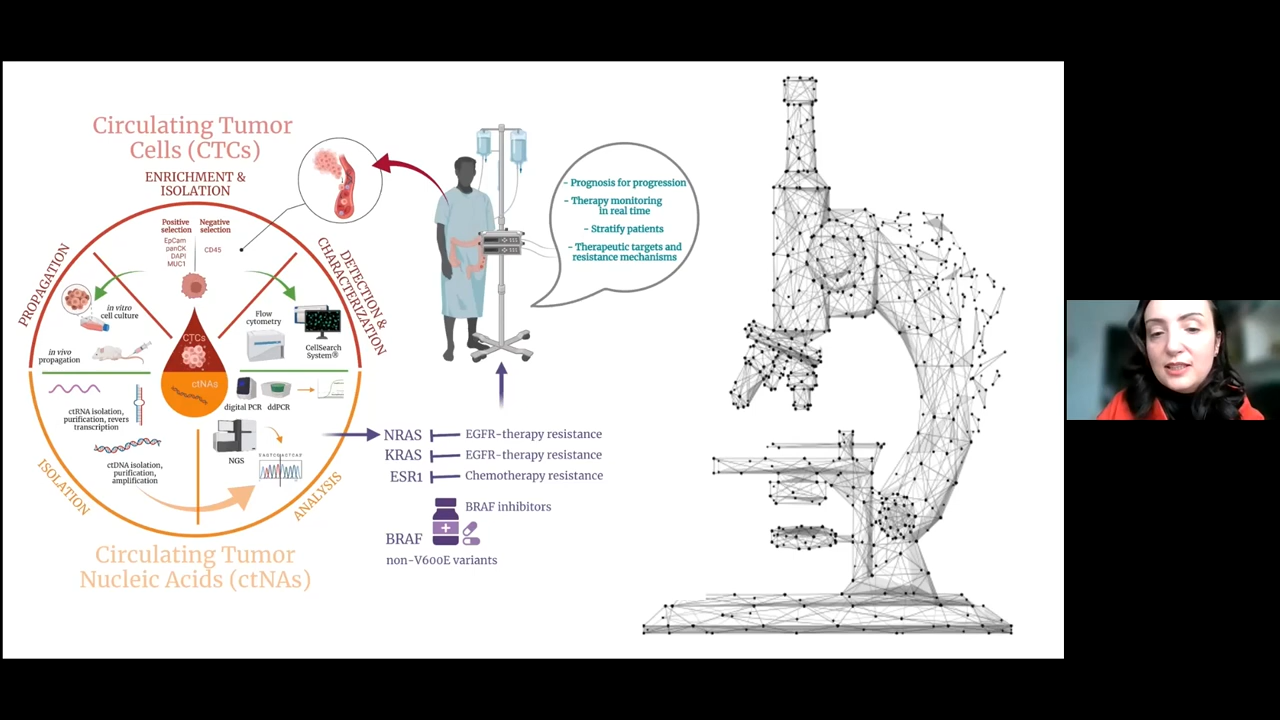 Circulating Tumor
Cells (CTCs)
ENRICHMENT &
ISOLATION
Positive
selection
EpCam
panCK
DAPI
MUC1
Negative
selection
CD45
PROPAGATION
in vitro
cell culture
in vivo
propagation
DETECTION &
CHARACTERIZATION
Flow
cytometry
CellSearch
System®
CTCs
ctNAs
ctRNA isolation,
purification, revers
transcription
ctDNA isolation,
purification,
amplification
ISOLATION
digital PCR
ddPCR
NGS
ANALYSIS
Circulating Tumor
Nucleic Acids (ctNAs)
- Prognosis for progression
- Therapy monitoring
in real time
- Stratify patients
- Therapeutic targets and
resistance mechanisms
NRAS EGFR-therapy resistance
KRAS EGFR-therapy resistance
ESR1 Chemotherapy resistance
BRAF inhibitors
BRAF
non-V600E variants